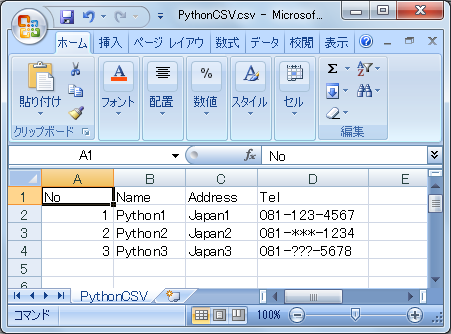 PythonCSV.csv - Microsoft...
ホーム 挿入 ページ レイアウ 数式 データ 校閲 表示
貼り付け フォント 配置 数値 スタイル セル
クリップボード 編集
A1 fx No
A B C D E
1 No Name Address Tel
2 1 Python1 Japan1 081-123-4567
3 2 Python2 Japan2 081-***-1234
4 3 Python3 Japan3 081-???-5678
5
PythonCSV
コマンド 100%